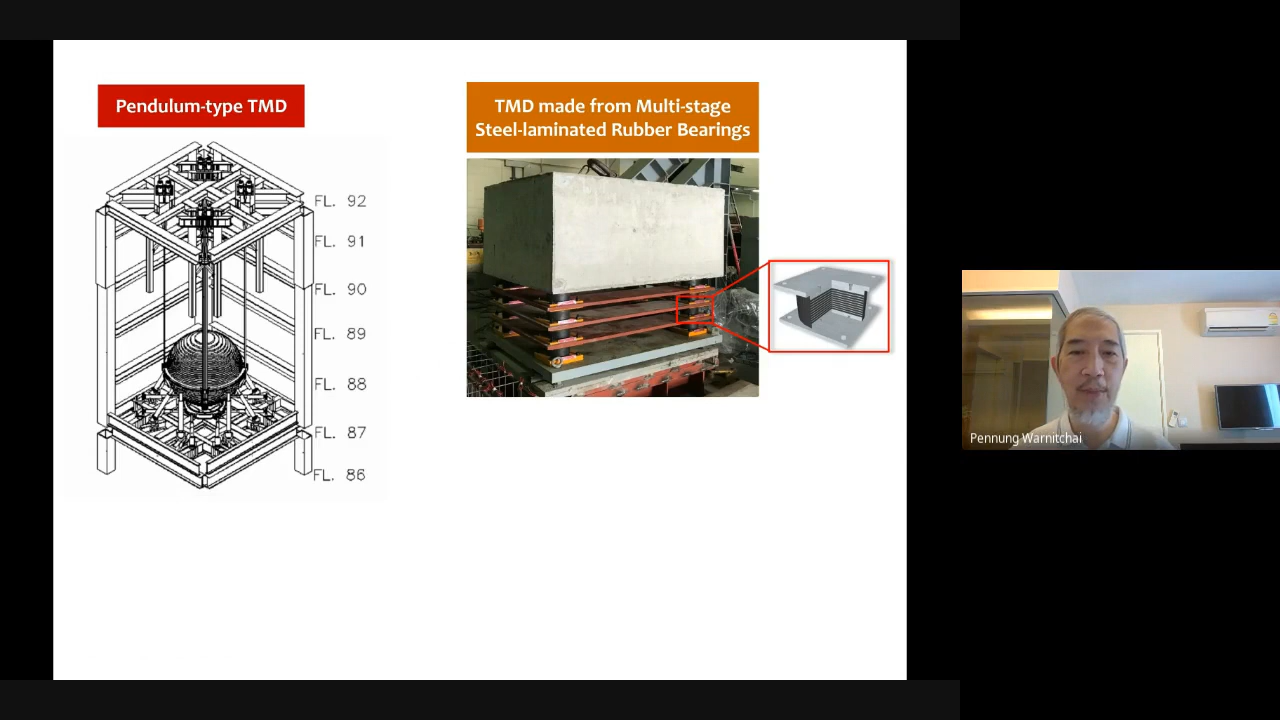 Pendulum-type TMD
TMD made from Multi-stage
Steel-laminated Rubber Bearings
FL. 92
FL. 91
FL. 90
FL. 89
FL. 88
FL. 87
FL. 86
Pennung Warnitchai